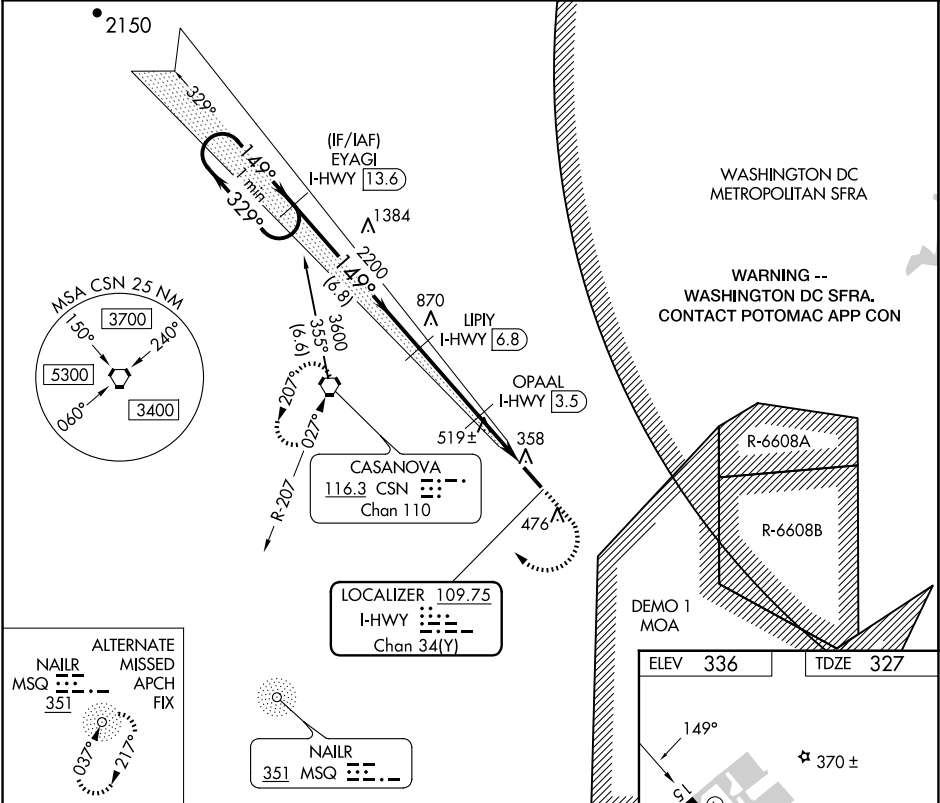 2150
329°
(IF/IAF)
EYAGI
I-HWY 13.6
149°
1 min
329°
1384
2200
149°
(6.8)
870
LIPIY
I-HWY 6.8
3600
355°
(6.6)
OPAAL
I-HWY 3.5
519±
358
207°
027°
R-207
CASANOVA
116.3 CSN
Chan 110
476
LOCALIZER 109.75
I-HWY
Chan 34(Y)
MSA CSN 25 NM
150°
3700
240°
5300
060°
3400
WASHINGTON DC
METROPOLITAN SFRA
WARNING --
WASHINGTON DC SFRA.
CONTACT POTOMAC APP CON
R-6608A
R-6608B
DEMO 1
MOA
ALTERNATE
MISSED
APCH
FIX
NAILR
MSQ
351
037°
217°
NAILR
351 MSQ
ELEV 336
TDZE 327
149°
15
370 ±